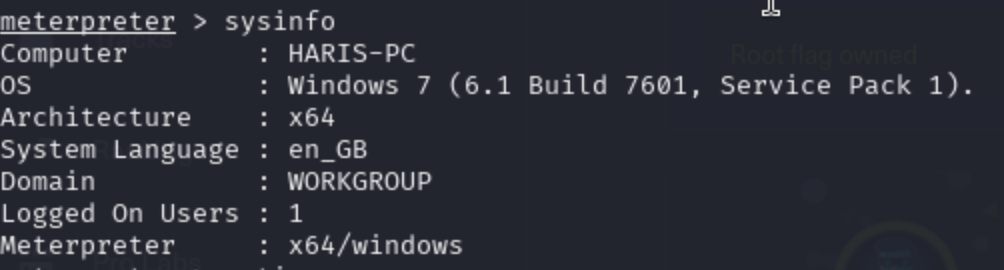 meterpreter > sysinfo
Computer        : HARIS-PC
Root flag owned
OS              : Windows 7 (6.1 Build 7601, Service Pack 1).
Architecture    : x64
System Language : en_GB
Domain          : WORKGROUP
Logged On Users : 1
Meterpreter     : x64/windows